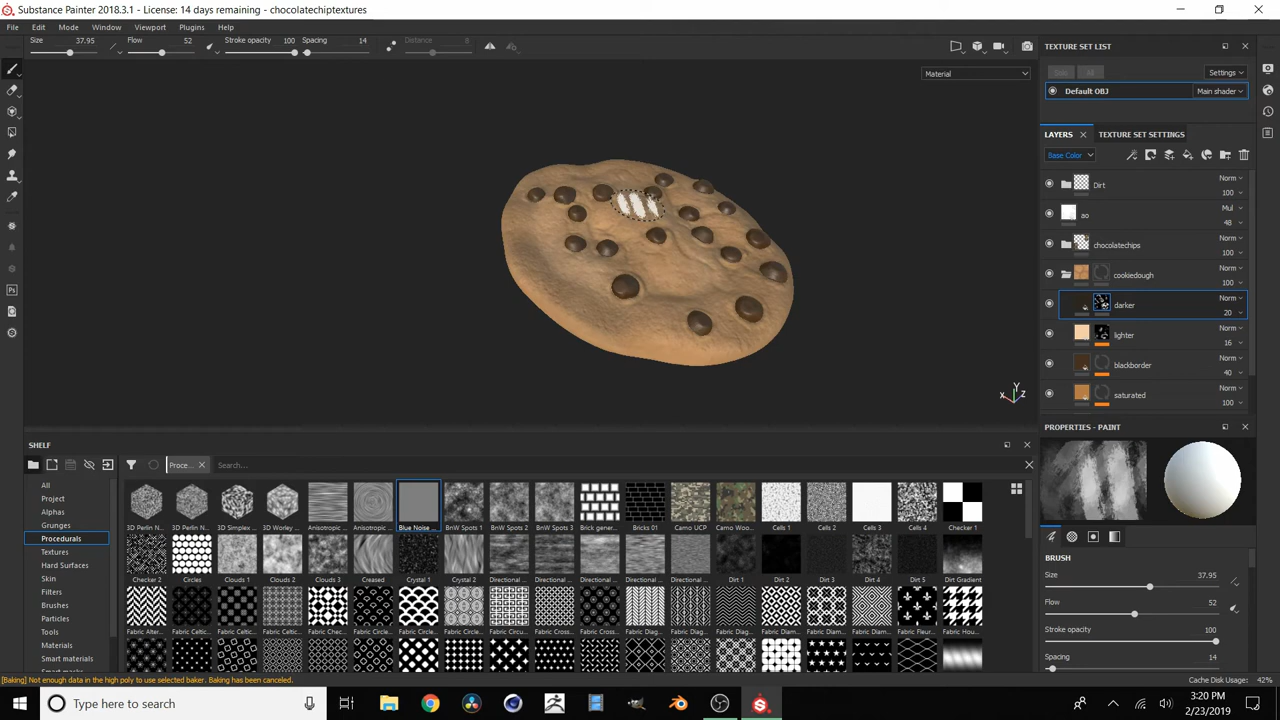 Substance Painter 2018.3.1 - License: 14 days remaining - chocolatechiptextures
File Edit Mode Window Viewport Plugins Help
Size 37.95 Flow 52 Stroke opacity 100 Spacing 14 Distance 8
Material
TEXTURE SET LIST
Solo All Settings
Default OBJ Main shader
LAYERS TEXTURE SET SETTINGS
Base Color
Dirt Norm 100
ao Mul 48
chocolatechips Norm 100
cookiedough Norm 100
darker Norm 20
lighter Norm 16
blackborder Norm 40
saturated Norm 100
X Y Z
PROPERTIES - PAINT
BRUSH
Size 37.95
Flow 52
Stroke opacity 100
Spacing 14
SHELF
Proce... Search...
All
Project
Alphas
Grunges
Procedurals
Textures
Hard Surfaces
Skin
Filters
Brushes
Particles
Tools
Materials
Smart materials
3D Perlin N... 3D Perlin N... 3D Simplex ... 3D Worley ... Anisotropic ... Anisotropic ... Blue Noise ... BnW Spots 1 BnW Spots 2 BnW Spots 3 Brick gener... Bricks 01 Camo UCP Camo Woo... Cells 1 Cells 2 Cells 3 Cells 4 Checker 1
Checker 2 Circles Clouds 1 Clouds 2 Clouds 3 Creased Crystal 1 Crystal 2 Directional ... Directional ... Directional ... Directional ... Directional ... Dirt 1 Dirt 2 Dirt 3 Dirt 4 Dirt 5 Dirt Gradient
Fabric Alter... Fabric Celtic... Fabric Celtic... Fabric Celtic... Fabric Chec... Fabric Circle... Fabric Circle... Fabric Circle... Fabric Circu... Fabric Cross... Fabric Diag... Fabric Diag... Fabric Diag... Fabric Diam... Fabric Diam... Fabric Diam... Fabric Fleur... Fabric Hou...
[Baking] Not enough data in the high poly to use selected baker. Baking has been canceled.
Cache Disk Usage: 42%
Type here to search
3:20 PM
2/23/2019